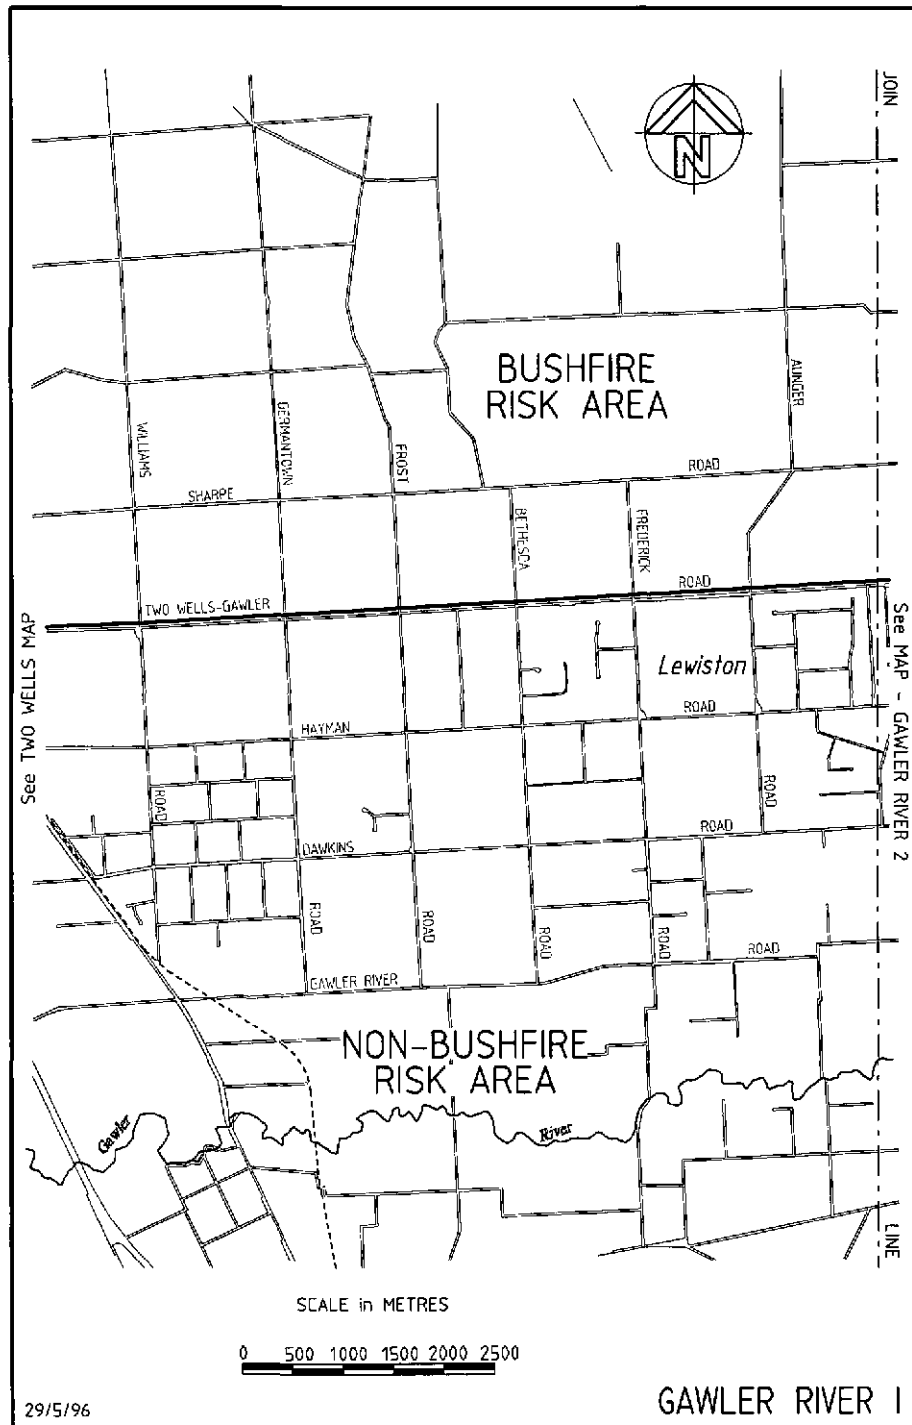 JOIN
N
BUSHFIRE
RISK AREA
AUNGER
WILLIAMS
GERMANTOWN
FROST
ROAD
SHARPE
BETHESDA
FREDERICK
ROAD
TWO WELLS-GAWLER
See TWO WELLS MAP
See MAP - GAWLER RIVER 2
Lewiston
ROAD
HAYMAN
ROAD
ROAD
ROAD
DAWKINS
ROAD
ROAD
ROAD
ROAD
ROAD
GAWLER RIVER
NON-BUSHFIRE
RISK AREA
Gawler
River
LINE
SCALE in METRES
0 500 1000 1500 2000 2500
29/5/96
GAWLER RIVER 1